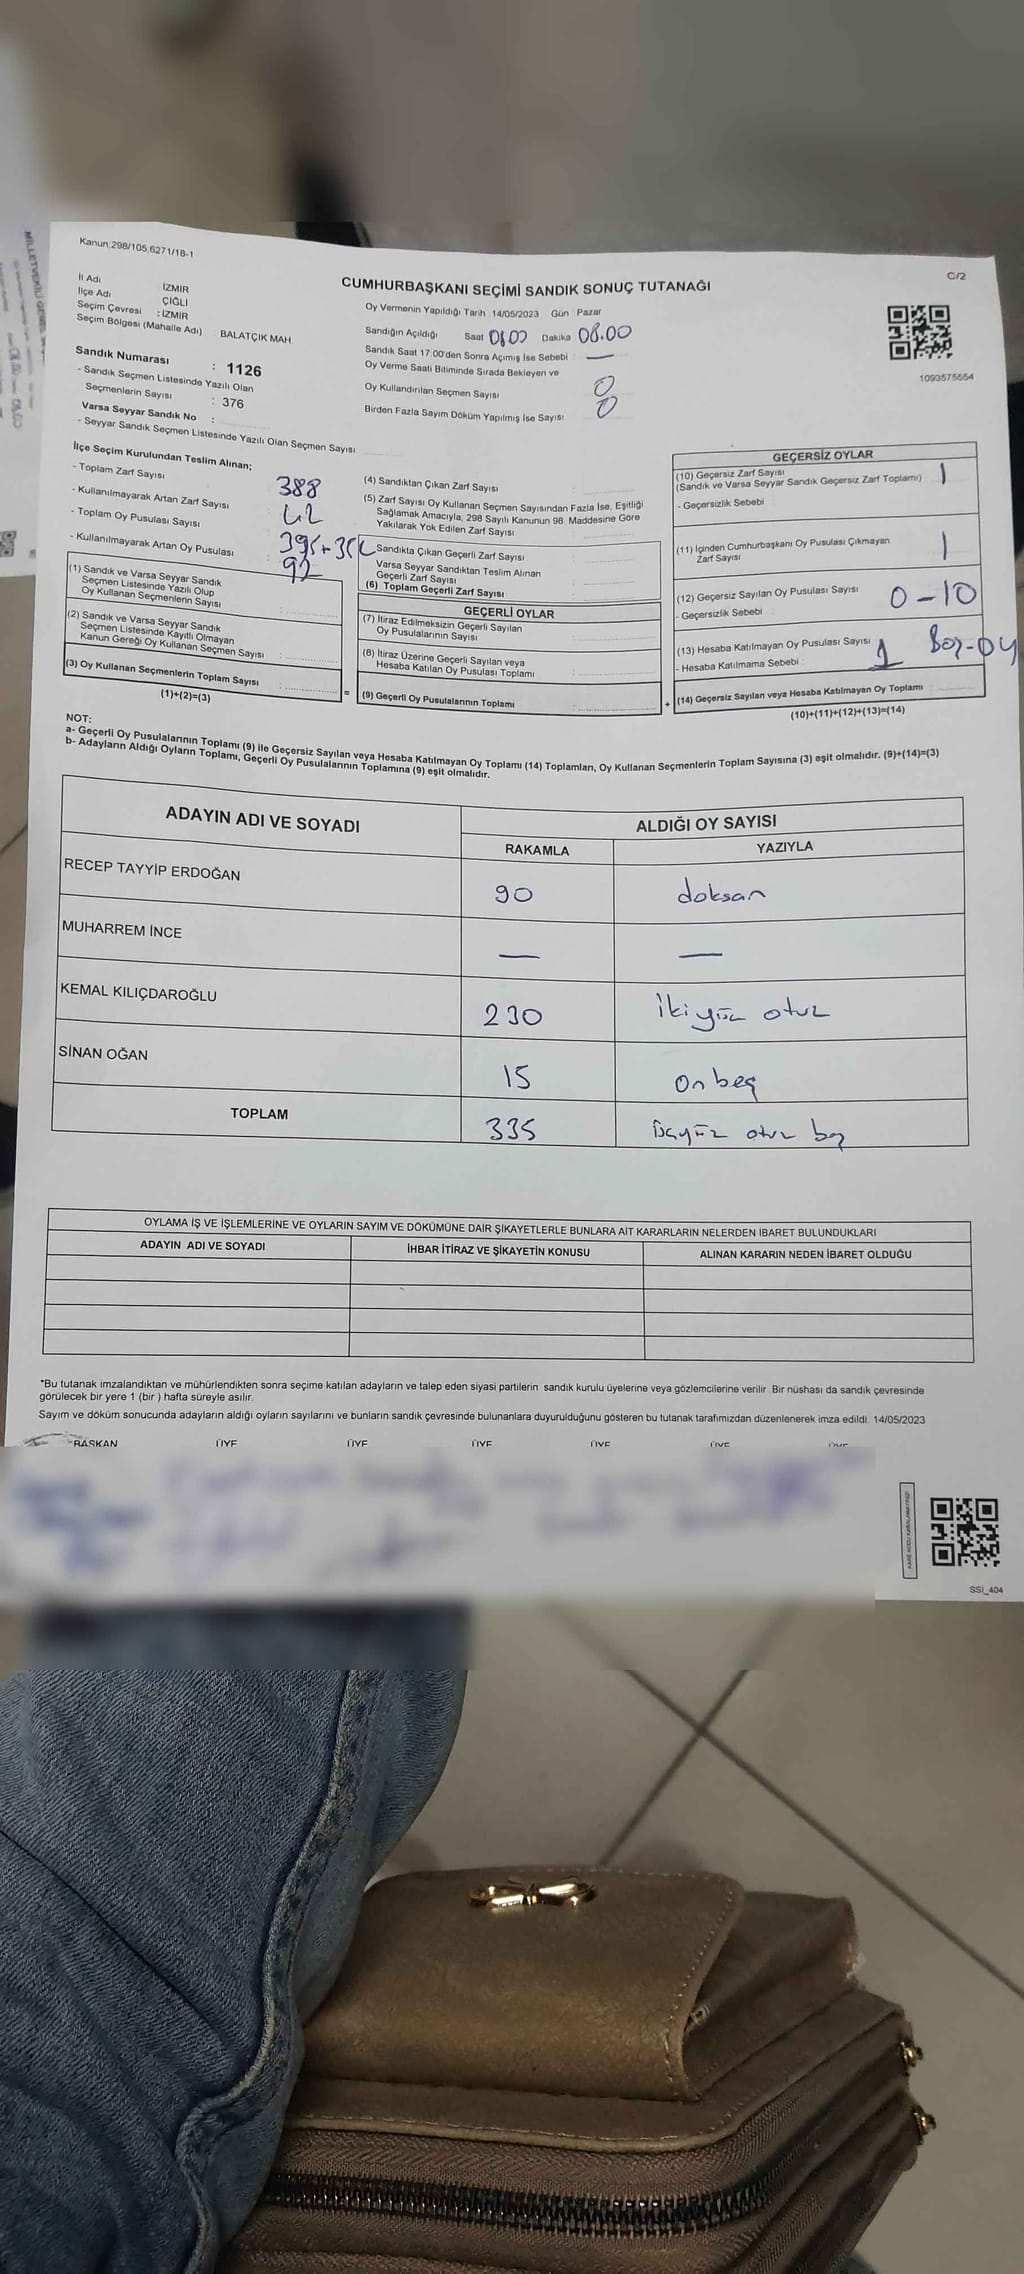 Kanun.298/105,6271/18-1
C/2
CUMHURBAŞKANI SEÇİMİ SANDIK SONUÇ TUTANAĞI
İl Adı İZMİR
İlçe Adı ÇİĞLİ
Seçim Çevresi : İZMİR
Seçim Bölgesi (Mahalle Adı) : BALATÇIK MAH.
Sandık Numarası : 1126
- Sandık Seçmen Listesinde Yazılı Olan
Seçmenlerin Sayısı : 376
Varsa Seyyar Sandık No :
- Seyyar Sandık Seçmen Listesinde Yazılı Olan Seçmen Sayısı
Oy Vermenin Yapıldığı Tarih :14/05/2023 Gün Pazar
Sandığın Açıldığı Saat 08.00 Dakika 08.00
Sandık Saat 17:00'den Sonra Açımış İse Sebebi : —
Oy Verme Saati Bitiminde Sırada Bekleyen ve
Oy Kullandırılan Seçmen Sayısı 0
Birden Fazla Sayım Döküm Yapılmış İse Sayısı : 0
1093575554
İlçe Seçim Kurulundan Teslim Alınan;
- Toplam Zarf Sayısı 388
- Kullanılmayarak Artan Zarf Sayısı
- Toplam Oy Pusulası Sayısı
- Kullanılmayarak Artan Oy Pusulası 92
(1) Sandık ve Varsa Seyyar Sandık
Seçmen Listesinde Yazılı Olup
Oy Kullanan Seçmenlerin Sayısı :
(2) Sandık ve Varsa Seyyar Sandık
Seçmen Listesinde Kayıtlı Olmayan
Kanun Gereği Oy Kullanan Seçmen Sayısı :
(3) Oy Kullanan Seçmenlerin Toplam Sayısı :
(1)+(2)=(3)
=
(4) Sandıktan Çıkan Zarf Sayısı :
(5) Zarf Sayısı Oy Kullanan Seçmen Sayısından Fazla İse, Eşitliği
Sağlamak Amacıyla, 298 Sayılı Kanunun 98. Maddesine Göre
Yakılarak Yok Edilen Zarf Sayısı :
Sandıkta Çıkan Geçerli Zarf Sayısı :
Varsa Seyyar Sandıktan Teslim Alınan
Geçerli Zarf Sayısı :
(6) Toplam Geçerli Zarf Sayısı :
GEÇERLİ OYLAR
(7) İtiraz Edilmeksizin Geçerli Sayılan
Oy Pusulalarının Sayısı :
(8) İtiraz Üzerine Geçerli Sayılan veya
Hesaba Katılan Oy Pusulası Toplamı :
(9) Geçerli Oy Pusulalarının Toplamı :
+
GEÇERSİZ OYLAR
(10) Geçersiz Zarf Sayısı
(Sandık ve Varsa Seyyar Sandık Geçersiz Zarf Toplamı) : 1
- Geçersizlik Sebebi :
(11) İçinden Cumhurbaşkanı Oy Pusulası Çıkmayan
Zarf Sayısı : 1
(12) Geçersiz Sayılan Oy Pusulası Sayısı : 0-10
- Geçersizlik Sebebi :
(13) Hesaba Katılmayan Oy Pusulası Sayısı : 1 Boş-oy
- Hesaba Katılmama Sebebi :
(14) Geçersiz Sayılan veya Hesaba Katılmayan Oy Toplamı :
(10)+(11)+(12)+(13)=(14)
NOT:
a- Geçerli Oy Pusulalarının Toplamı (9) ile Geçersiz Sayılan veya Hesaba Katılmayan Oy Toplamı (14) Toplamları, Oy Kullanan Seçmenlerin Toplam Sayısına (3) eşit olmalıdır. (9)+(14)=(3)
b- Adayların Aldığı Oyların Toplamı, Geçerli Oy Pusulalarının Toplamına (9) eşit olmalıdır.
ADAYIN ADI VE SOYADI ALDIĞI OY SAYISI
RAKAMLA YAZIYLA
RECEP TAYYİP ERDOĞAN 90 doksan
MUHARREM İNCE — —
KEMAL KILIÇDAROĞLU 230 ikiyüz otuz
SİNAN OĞAN 15 onbeş
TOPLAM 335 üçyüz otuz beş
OYLAMA İŞ VE İŞLEMLERİNE VE OYLARIN SAYIM VE DÖKÜMÜNE DAİR ŞİKAYETLERLE BUNLARA AİT KARARLARIN NELERDEN İBARET BULUNDUKLARI
ADAYIN ADI VE SOYADI İHBAR İTİRAZ VE ŞİKAYETİN KONUSU ALINAN KARARIN NEDEN İBARET OLDUĞU
*Bu tutanak imzalandıktan ve mühürlendikten sonra seçime katılan adayların ve talep eden siyasi partilerin sandık kurulu üyelerine veya gözlemcilerine verilir. Bir nüshası da sandık çevresinde
görülecek bir yere 1 (bir ) hafta süreyle asılır.
Sayım ve döküm sonucunda adayların aldığı oyların sayılarını ve bunların sandık çevresinde bulunanlara duyurulduğunu gösteren bu tutanak tarafımızdan düzenlenerek imza edildi. 14/05/2023
BAŞKAN ÜYE ÜYE ÜYE ÜYE ÜYE ÜYE
SSİ_404